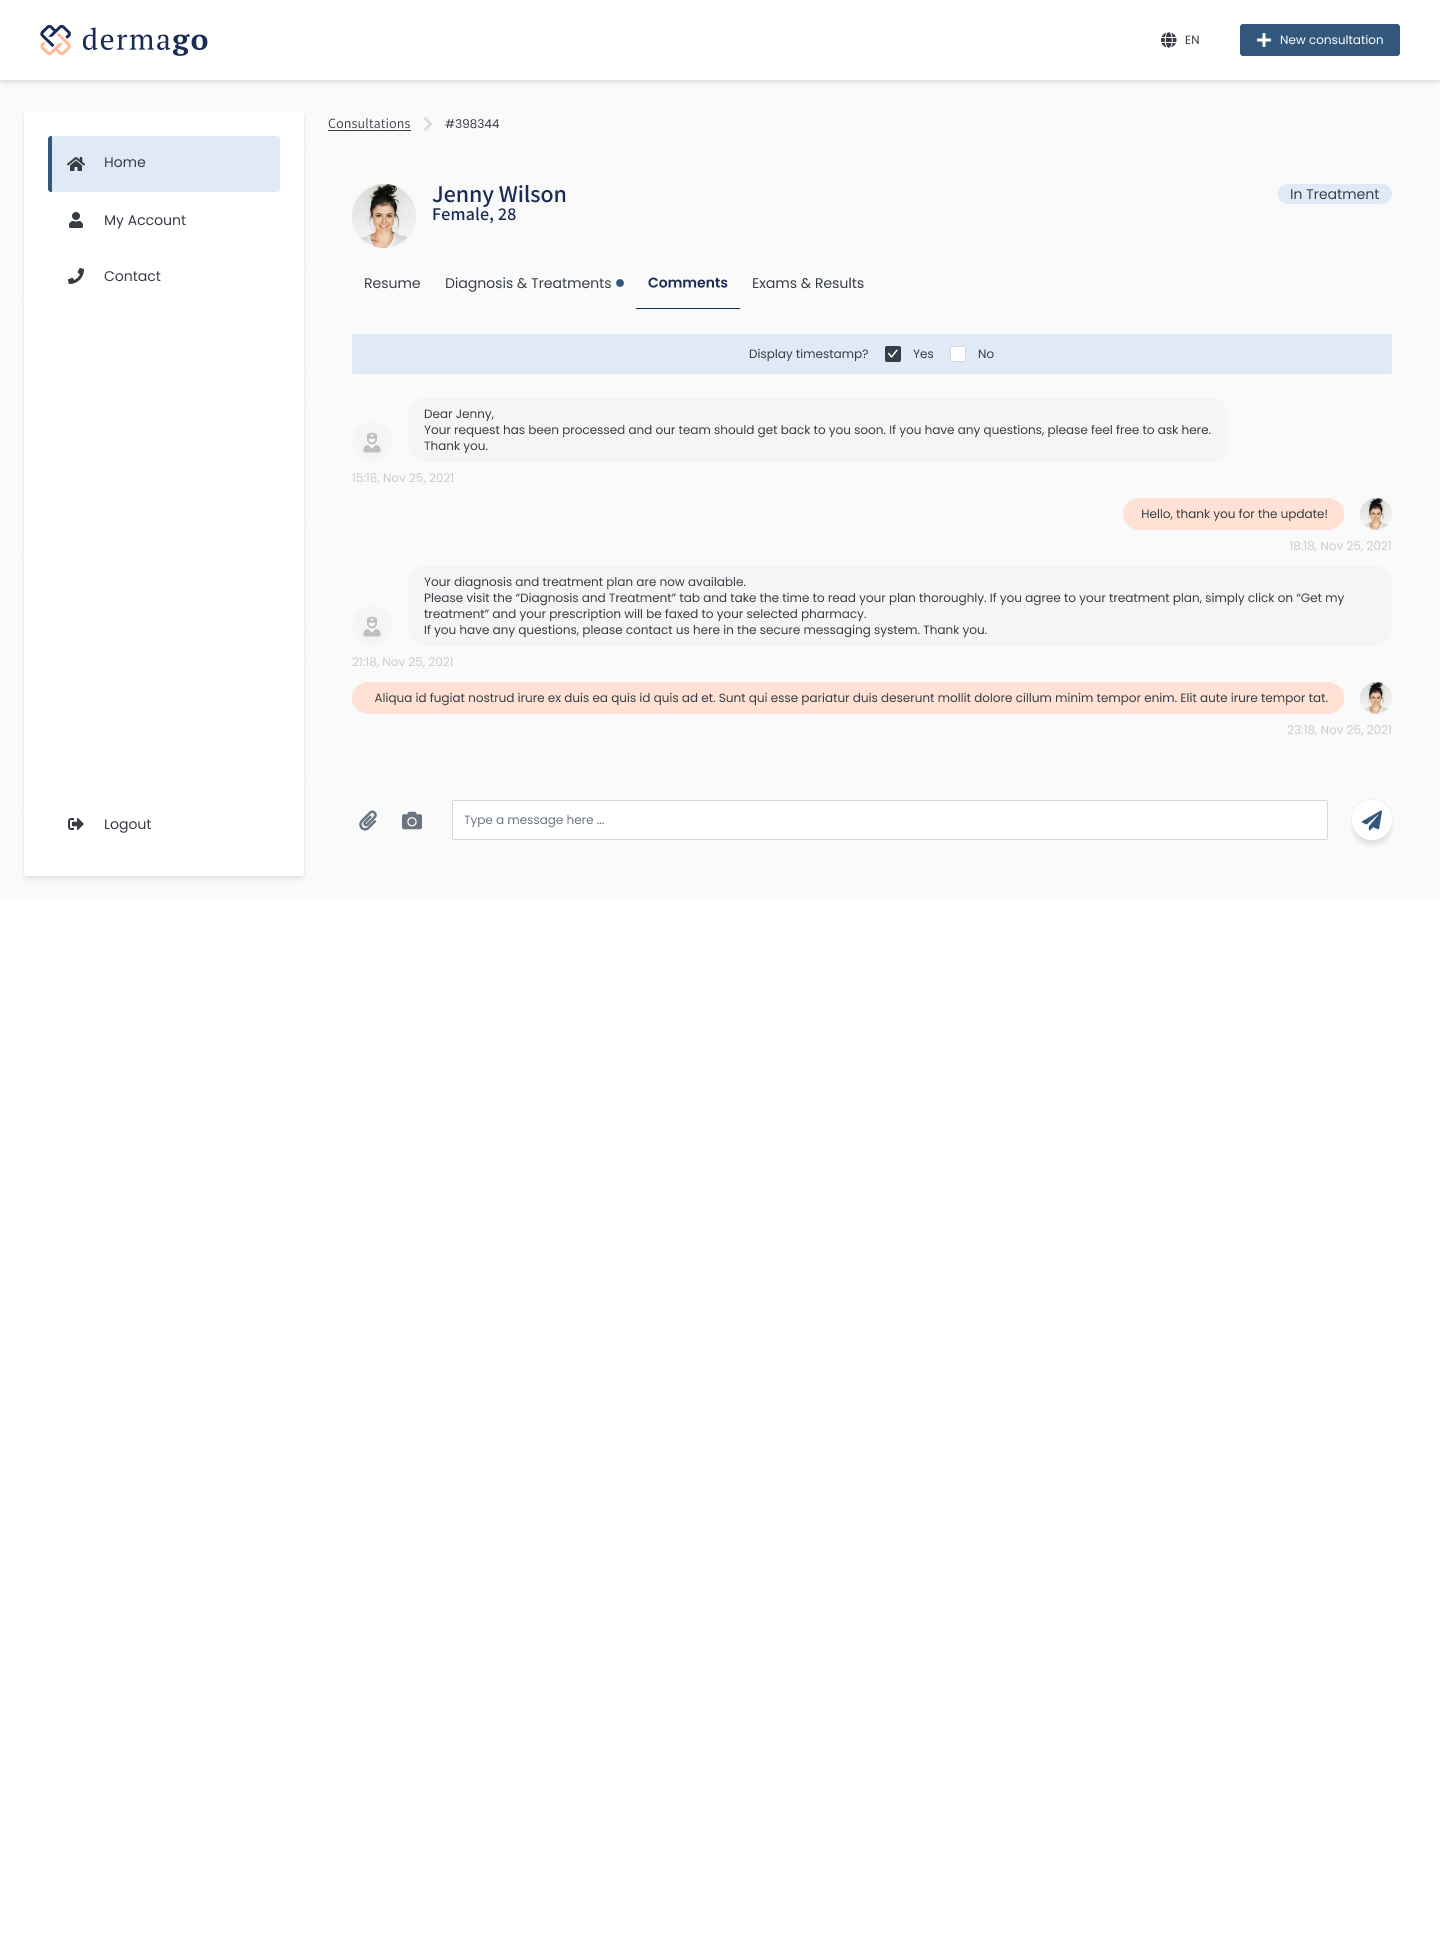 dermago
EN
New consultation
Home
My Account
Contact
Logout
Consultations
#398344
Jenny Wilson
Female, 28
In Treatment
Resume
Diagnosis & Treatments
Comments
Exams & Results
Display timestamp?
Yes
No
Dear Jenny,
Your request has been processed and our team should get back to you soon. If you have any questions, please feel free to ask here.
Thank you.
15:18, Nov 25, 2021
Hello, thank you for the update!
18:18, Nov 25, 2021
Your diagnosis and treatment plan are now available.
Please visit the “Diagnosis and Treatment” tab and take the time to read your plan thoroughly. If you agree to your treatment plan, simply click on “Get my
treatment” and your prescription will be faxed to your selected pharmacy.
If you have any questions, please contact us here in the secure messaging system. Thank you.
21:18, Nov 25, 2021
Aliqua id fugiat nostrud irure ex duis ea quis id quis ad et. Sunt qui esse pariatur duis deserunt mollit dolore cillum minim tempor enim. Elit aute irure tempor tat.
23:18, Nov 25, 2021
Type a message here ...